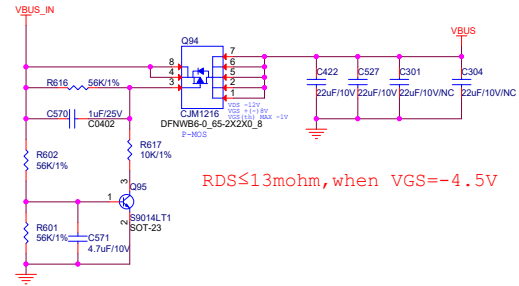 VBUS_IN
Q94
VBUS
8
4
3
7
6
5
2
1
R616 56K/1%
C570 1uF/25V
C0402
CJM1216
DFNWB6-0_65-2X2X0_8
P-MOS
VDS -12V
VGS +(-)8V
VGS(th) MAX -1V
C422
22uF/10V
C527
22uF/10V
C301
22uF/10V/NC
C304
22uF/10V/NC
R617
10K/1%
R602
56K/1%
3
Q95
1
2
S9014LT1
SOT-23
R601
56K/1%
C571
4.7uF/10V
RDS≤13mohm,when VGS=-4.5V